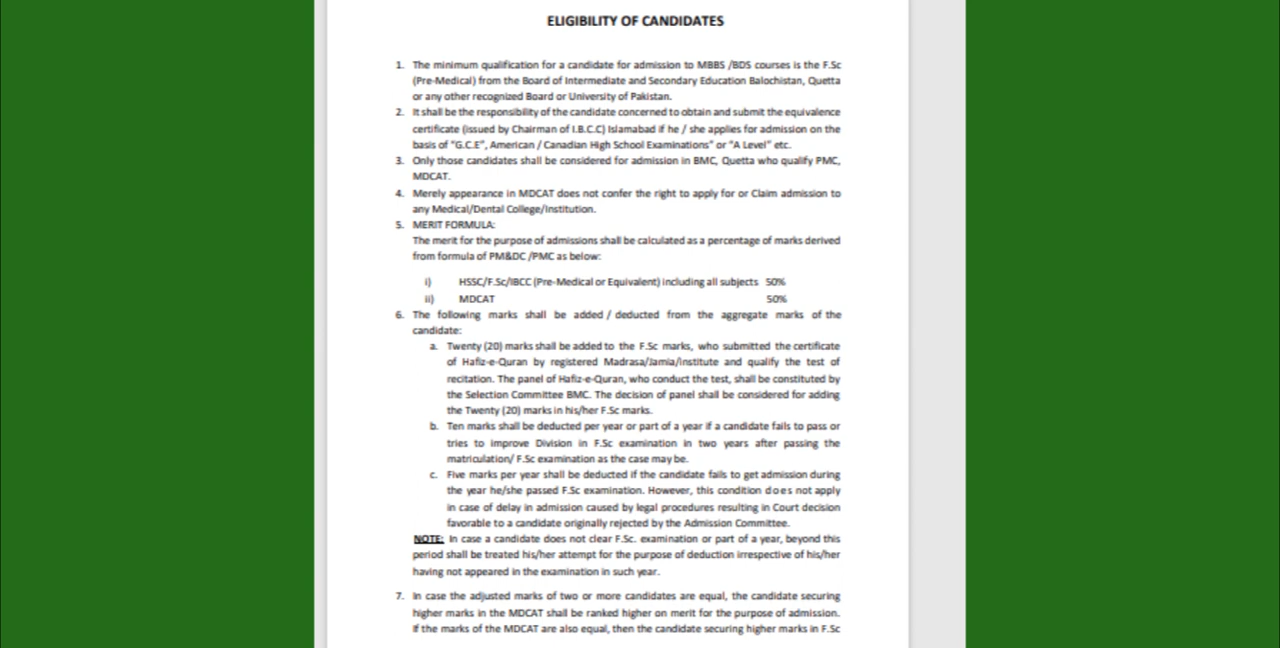 ELIGIBILITY OF CANDIDATES
1. The minimum qualification for a candidate for admission to MBBS /BDS courses is the F.Sc
(Pre-Medical) from the Board of Intermediate and Secondary Education Balochistan, Quetta
or any other recognized Board or University of Pakistan.
2. It shall be the responsibility of the candidate concerned to obtain and submit the equivalence
certificate (issued by Chairman of I.B.C.C) Islamabad if he / she applies for admission on the
basis of "G.C.E", American / Canadian High School Examinations" or "A Level" etc.
3. Only those candidates shall be considered for admission in BMC, Quetta who qualify PMC,
MDCAT.
4. Merely appearance in MDCAT does not confer the right to apply for or Claim admission to
any Medical/Dental College/Institution.
5. MERIT FORMULA:
The merit for the purpose of admissions shall be calculated as a percentage of marks derived
from formula of PM&DC /PMC as below:
i) HSSC/F.Sc/IBCC (Pre-Medical or Equivalent) including all subjects 50%
ii) MDCAT 50%
6. The following marks shall be added / deducted from the aggregate marks of the
candidate:
a. Twenty (20) marks shall be added to the F.Sc marks, who submitted the certificate
of Hafiz-e-Quran by registered Madrasa/Jamia/institute and qualify the test of
recitation. The panel of Hafiz-e-Quran, who conduct the test, shall be constituted by
the Selection Committee BMC. The decision of panel shall be considered for adding
the Twenty (20) marks in his/her F.Sc marks.
b. Ten marks shall be deducted per year or part of a year if a candidate fails to pass or
tries to improve Division in F.Sc examination in two years after passing the
matriculation/ F.Sc examination as the case may be.
c. Five marks per year shall be deducted if the candidate fails to get admission during
the year he/she passed F.Sc examination. However, this condition does not apply
in case of delay in admission caused by legal procedures resulting in Court decision
favorable to a candidate originally rejected by the Admission Committee.
NOTE: In case a candidate does not clear F.Sc. examination or part of a year, beyond this
period shall be treated his/her attempt for the purpose of deduction irrespective of his/her
having not appeared in the examination in such year.
7. In case the adjusted marks of two or more candidates are equal, the candidate securing
higher marks in the MDCAT shall be ranked higher on merit for the purpose of admission.
If the marks of the MDCAT are also equal, then the candidate securing higher marks in F.Sc